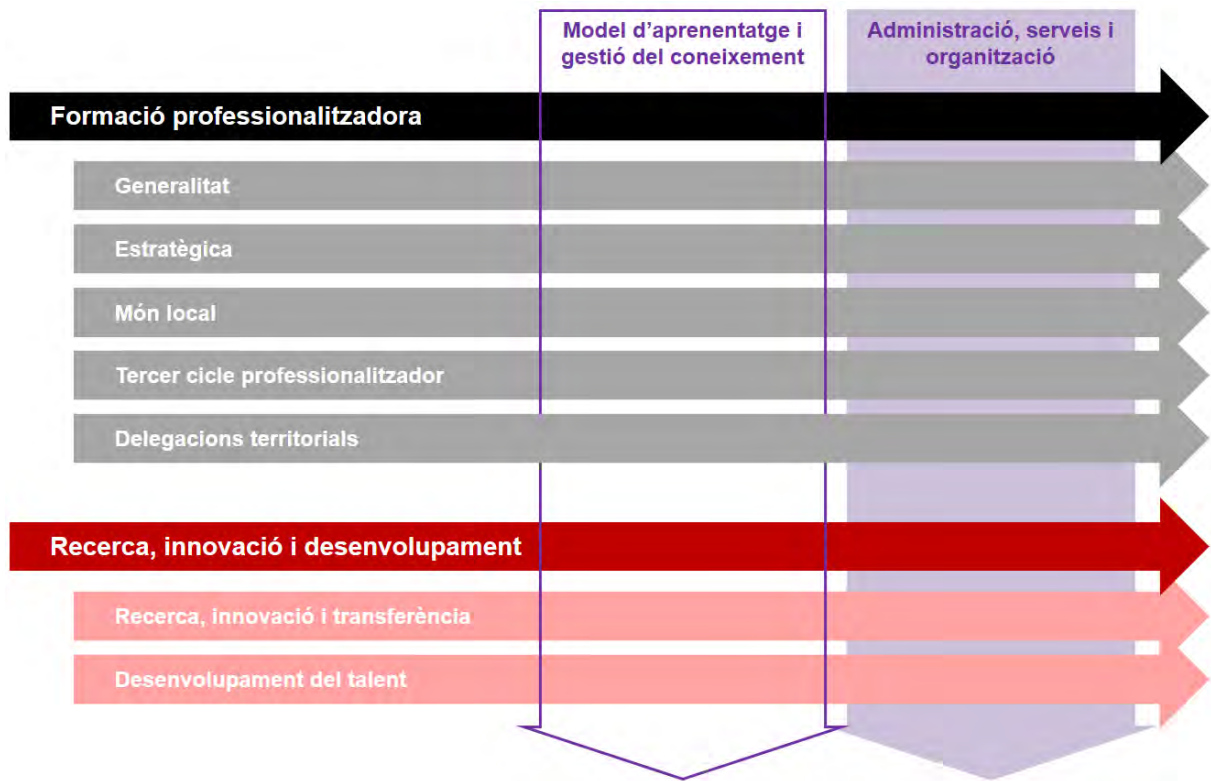 Model d’aprenentatge i
gestió del coneixement
Administració, serveis i
organització
Formació professionalitzadora
Generalitat
Estratègica
Món local
Tercer cicle professionalitzador
Delegacions territorials
Recerca, innovació i desenvolupament
Recerca, innovació i transferència
Desenvolupament del talent